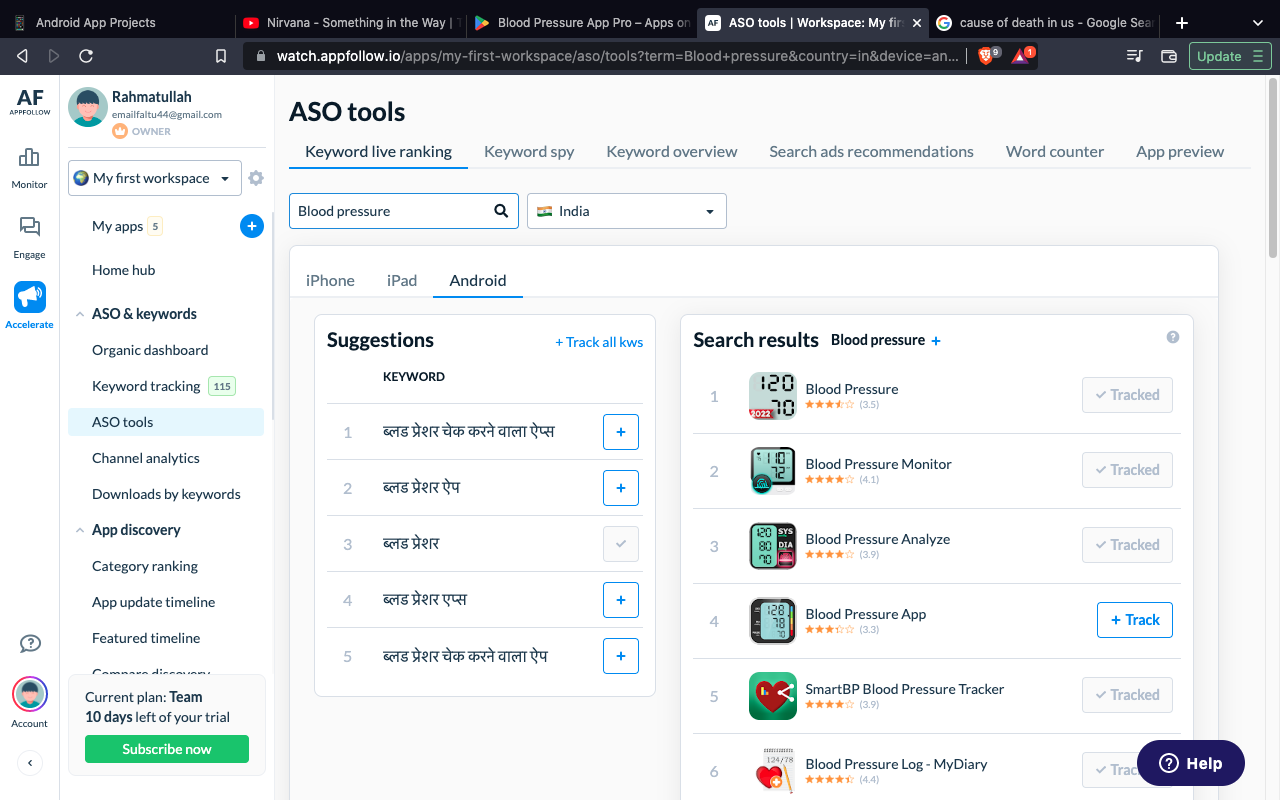 Android App Projects
Nirvana - Something in the Way |
Blood Pressure App Pro – Apps on
ASO tools | Workspace: My
cause of death in us - Google
watch.appfollow.io/apps/my-first-workspace/aso/tools?term=Blood+pressure&country=in&device=an...
9
1
Update
AF
APPFOLLOW
Monitor
Engage
Accelerate
Account
Rahmatullah
emailfaltu44@gmail.com
OWNER
My first workspace
My apps 5
Home hub
ASO & keywords
Organic dashboard
Keyword tracking 115
ASO tools
Channel analytics
Downloads by keywords
App discovery
Category ranking
App update timeline
Featured timeline
Compare discovery
Current plan: Team
10 days left of your trial
Subscribe now
ASO tools
Keyword live ranking Keyword spy Keyword overview Search ads recommendations Word counter App preview
Blood pressure
India
iPhone iPad Android
Suggestions + Track all kws
KEYWORD
1 ब्लड प्रेशर चेक करने वाला ऐप्स +
2 ब्लड प्रेशर ऐप +
3 ब्लड प्रेशर
4 ब्लड प्रेशर एप्स +
5 ब्लड प्रेशर चेक करने वाला ऐप +
Search results Blood pressure +
1 Blood Pressure (3.5) Tracked
2 Blood Pressure Monitor (4.1) Tracked
3 Blood Pressure Analyze (3.9) Tracked
4 Blood Pressure App (3.3) + Track
5 SmartBP Blood Pressure Tracker (3.9) Tracked
6 Blood Pressure Log - MyDiary (4.4)
Help